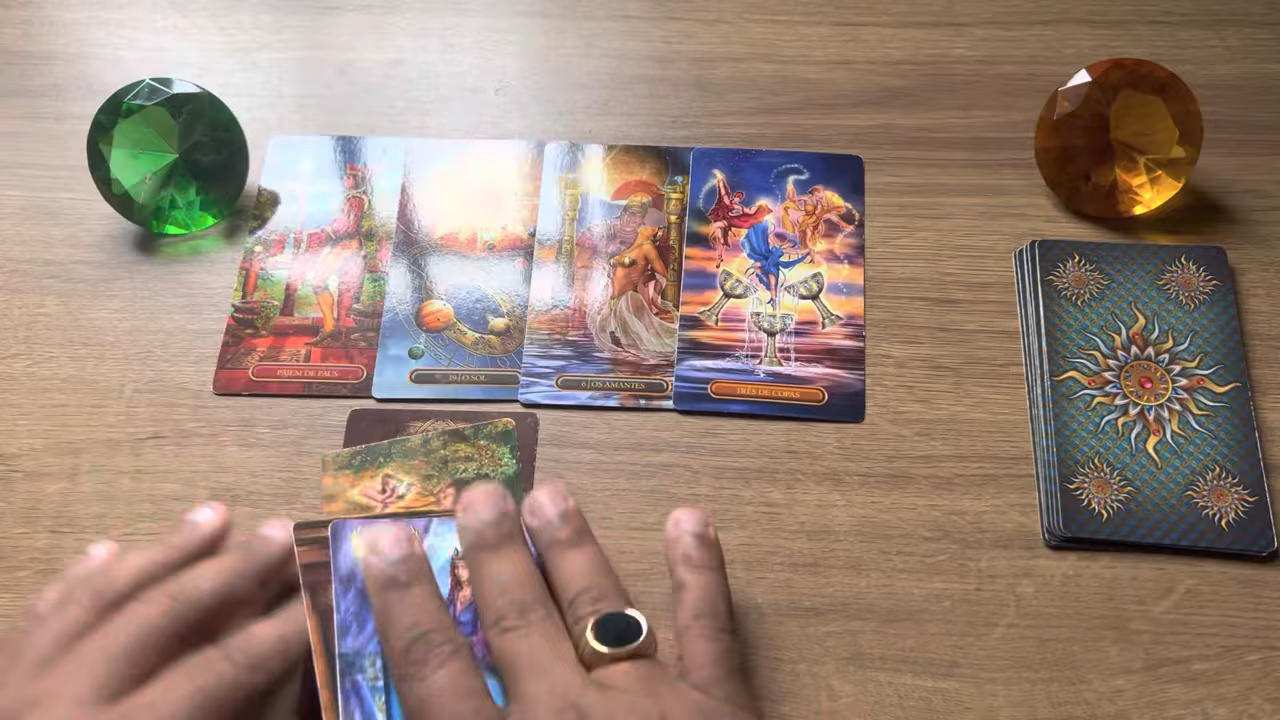 PAJEM DE PAUS
19 | O SOL
6 | OS AMANTES
TRÊS DE COPAS